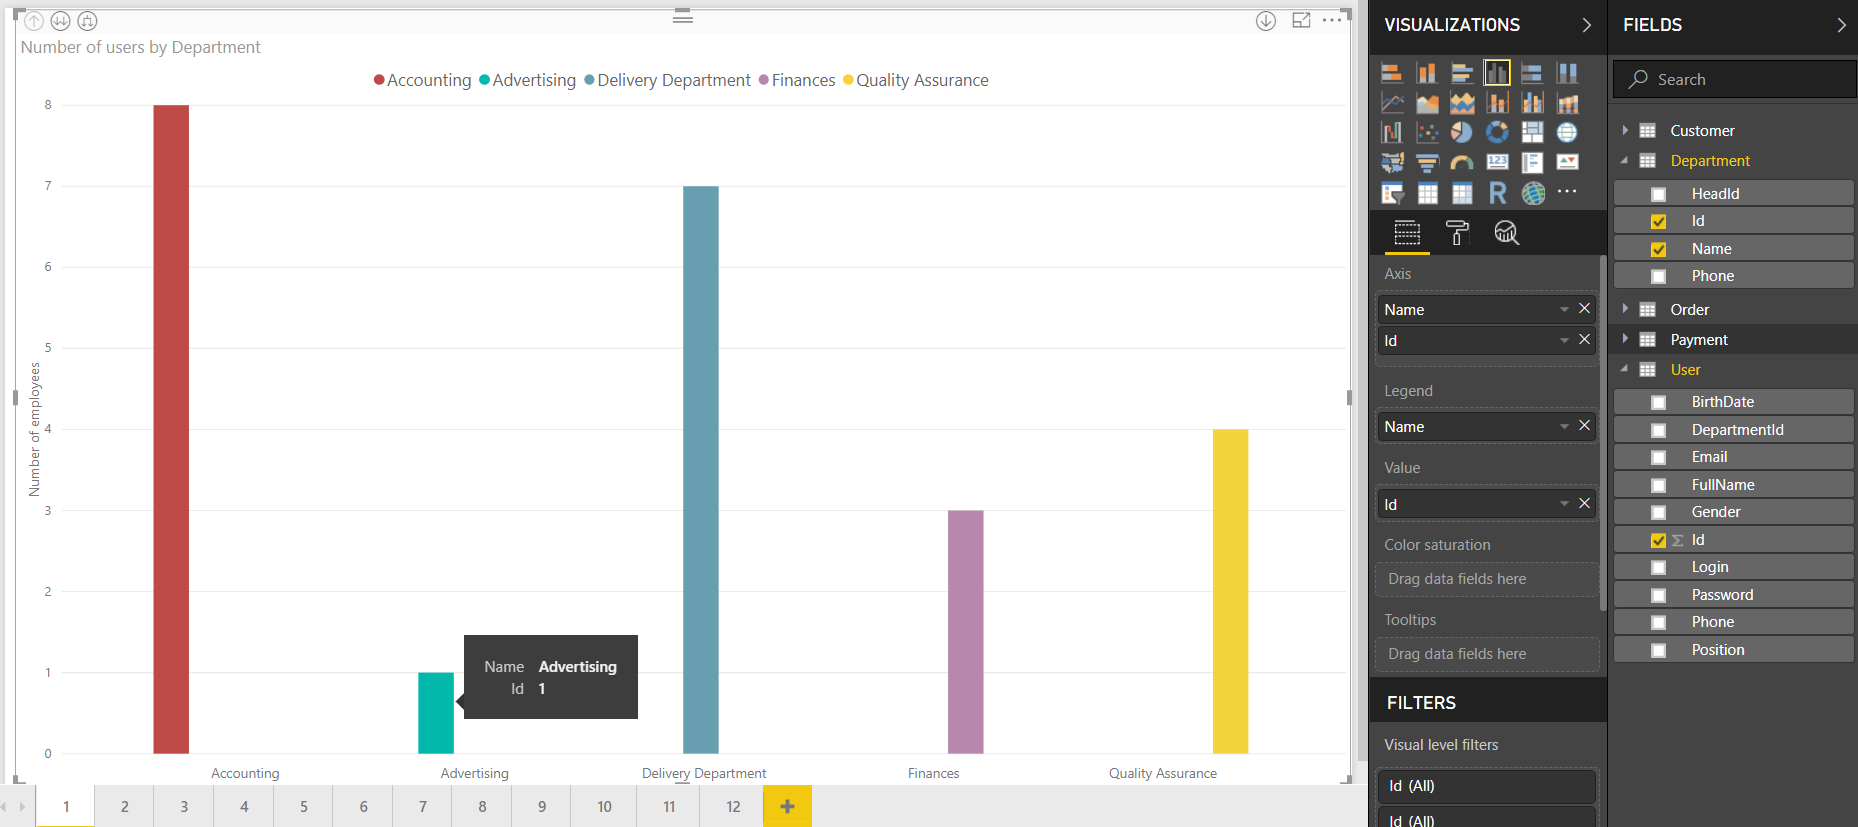 Number of users by Department
Accounting Advertising Delivery Department Finances Quality Assurance
8
7
6
5
4
3
2
1
0
Number of employees
Name Advertising
Id 1
Accounting Advertising Delivery Department Finances Quality Assurance
1 2 3 4 5 6 7 8 9 10 11 12 +
VISUALIZATIONS
123
R
Axis
Name
Id
Legend
Name
Value
Id
Color saturation
Drag data fields here
Tooltips
Drag data fields here
FILTERS
Visual level filters
Id (All)
Id (All)
FIELDS
Search
Customer
Department
HeadId
Id
Name
Phone
Order
Payment
User
BirthDate
DepartmentId
Email
FullName
Gender
Σ Id
Login
Password
Phone
Position